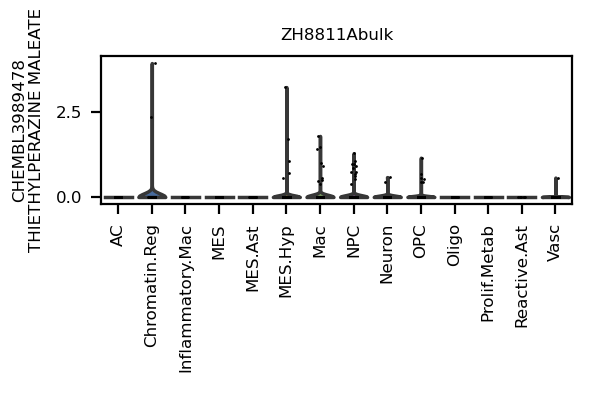 ZH8811Abulk
CHEMBL3989478
THIETHYLPERAZINE MALEATE
2.5
0.0
AC
Chromatin.Reg
Inflammatory.Mac
MES
MES.Ast
MES.Hyp
Mac
NPC
Neuron
OPC
Oligo
Prolif.Metab
Reactive.Ast
Vasc